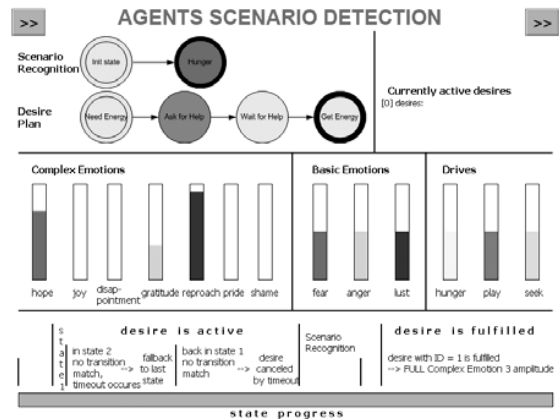 >>
AGENTS SCENARIO DETECTION
>>
Scenario
Recognition
Init state
Hunger
Currently active desires
[0] desires:
Desire
Plan
Need Energy
Ask for Help
Wait for Help
Get Energy
Complex Emotions
Basic Emotions
Drives
hope
joy
disap-
pointment
gratitude
reproach
pride
shame
fear
anger
lust
hunger
play
seek
state1
desire is active
in state 2
no transition
match,
timeout occures
-->
fallback
to last
state
back in state 1
no transition
match
-->
desire
canceled
by timeout
Scenario
Recognition
desire is fulfilled
desire with ID = 1 is fulfilled
--> FULL Complex Emotion 3 amplitude
state progress